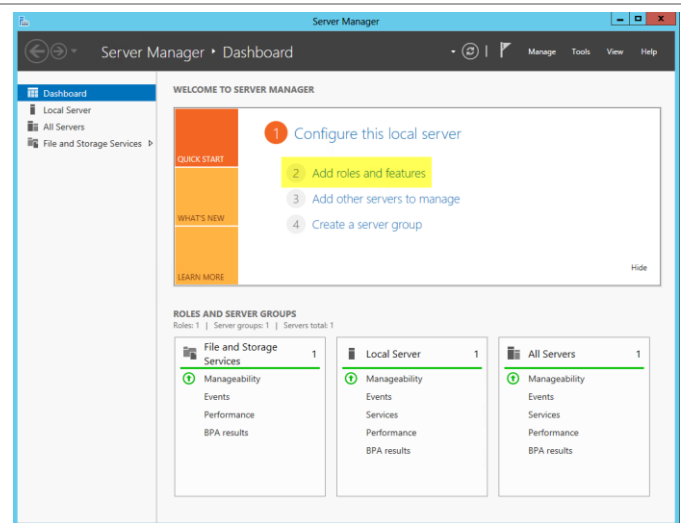 Server Manager
Server Manager • Dashboard
Manage Tools View Help
Dashboard
Local Server
All Servers
File and Storage Services
WELCOME TO SERVER MANAGER
QUICK START
WHAT'S NEW
LEARN MORE
1 Configure this local server
2 Add roles and features
3 Add other servers to manage
4 Create a server group
Hide
ROLES AND SERVER GROUPS
Roles: 1 | Server groups: 1 | Servers total: 1
File and Storage
Services 1
Manageability
Events
Performance
BPA results
Local Server 1
Manageability
Events
Services
Performance
BPA results
All Servers 1
Manageability
Events
Services
Performance
BPA results